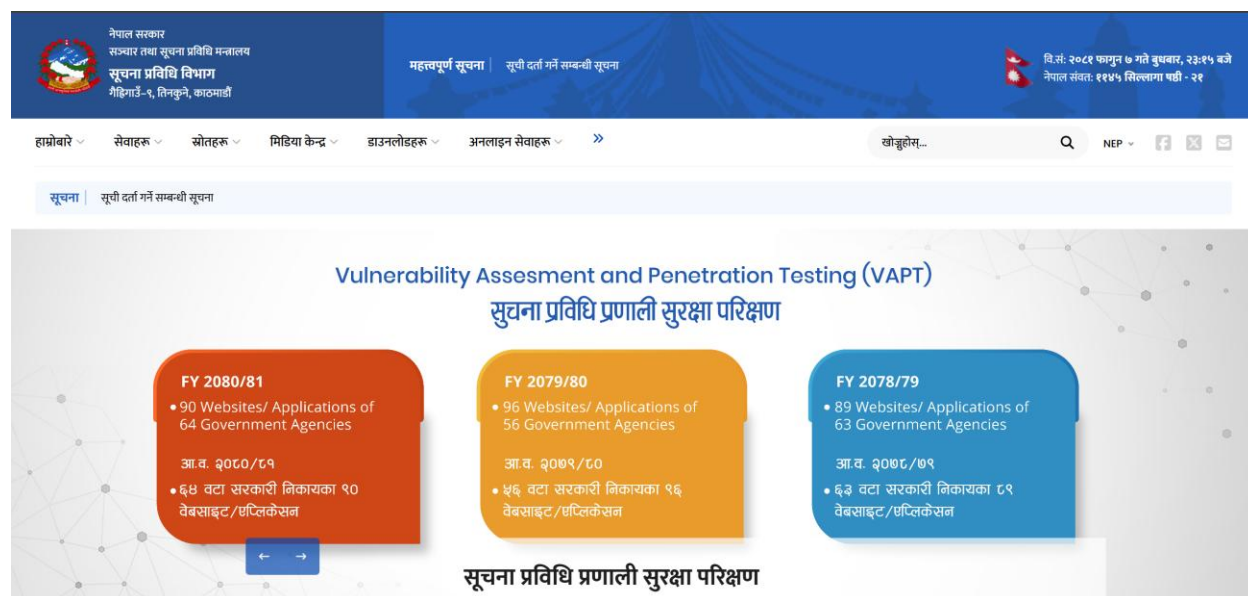 नेपाल सरकार
सञ्चार तथा सूचना प्रविधि मन्त्रालय
सूचना प्रविधि विभाग
गैह्रिगाउँ-९, तिनकुने, काठमाडौं
महत्त्वपूर्ण सूचना | सूची दर्ता गर्ने सम्बन्धी सूचना
वि.सं: २०८१ फागुन ७ गते बुधबार, २३:१५ बजे
नेपाल संवत: ११४५ सिल्लागा षष्ठी - २१
हाम्रोबारे सेवाहरू स्रोतहरू मिडिया केन्द्र डाउनलोडहरू अनलाइन सेवाहरू »
खोज्नुहोस्...
NEP
सूचना | सूची दर्ता गर्ने सम्बन्धी सूचना
Vulnerability Assesment and Penetration Testing (VAPT)
सुचना प्रविधि प्रणाली सुरक्षा परिक्षण
FY 2080/81
• 90 Websites/ Applications of
64 Government Agencies
आ.व. २०८०/८१
• ६४ वटा सरकारी निकायका ९०
वेबसाइट/एप्लिकेसन
FY 2079/80
• 96 Websites/ Applications of
56 Government Agencies
आ.व. २०७९/८०
• ५६ वटा सरकारी निकायका ९६
वेबसाइट/एप्लिकेसन
FY 2078/79
• 89 Websites/ Applications of
63 Government Agencies
आ.व. २०७८/७९
• ६३ वटा सरकारी निकायका ८९
वेबसाइट/एप्लिकेसन
← →
सूचना प्रविधि प्रणाली सुरक्षा परिक्षण